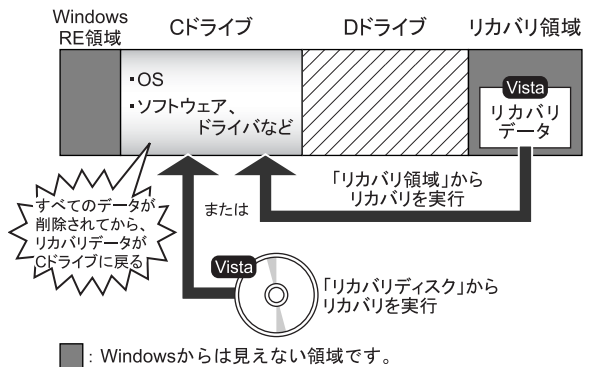 Windows
RE領域
Cドライブ
Dドライブ
リカバリ領域
▪OS
▪ソフトウェア、
ドライバなど
Vista
リカバリ
データ
すべてのデータが
削除されてから、
リカバリデータが
Cドライブに戻る
または
「リカバリ領域」から
リカバリを実行
Vista
「リカバリディスク」から
リカバリを実行
：Windowsからは見えない領域です。